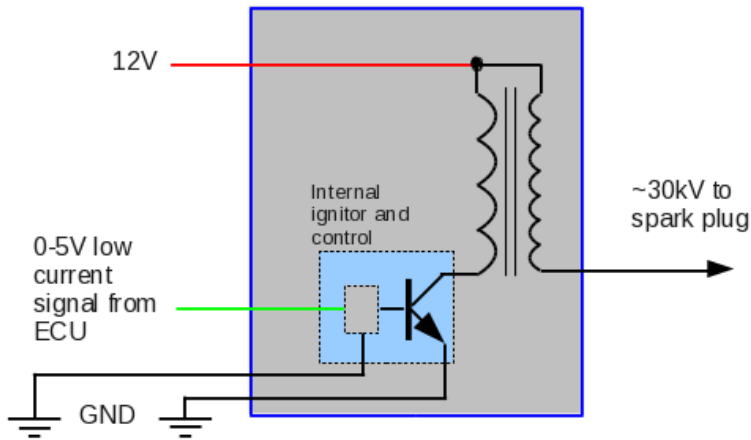 12V
Internal
ignitor and
control
~30kV to
spark plug
0-5V low
current
signal from
ECU
GND